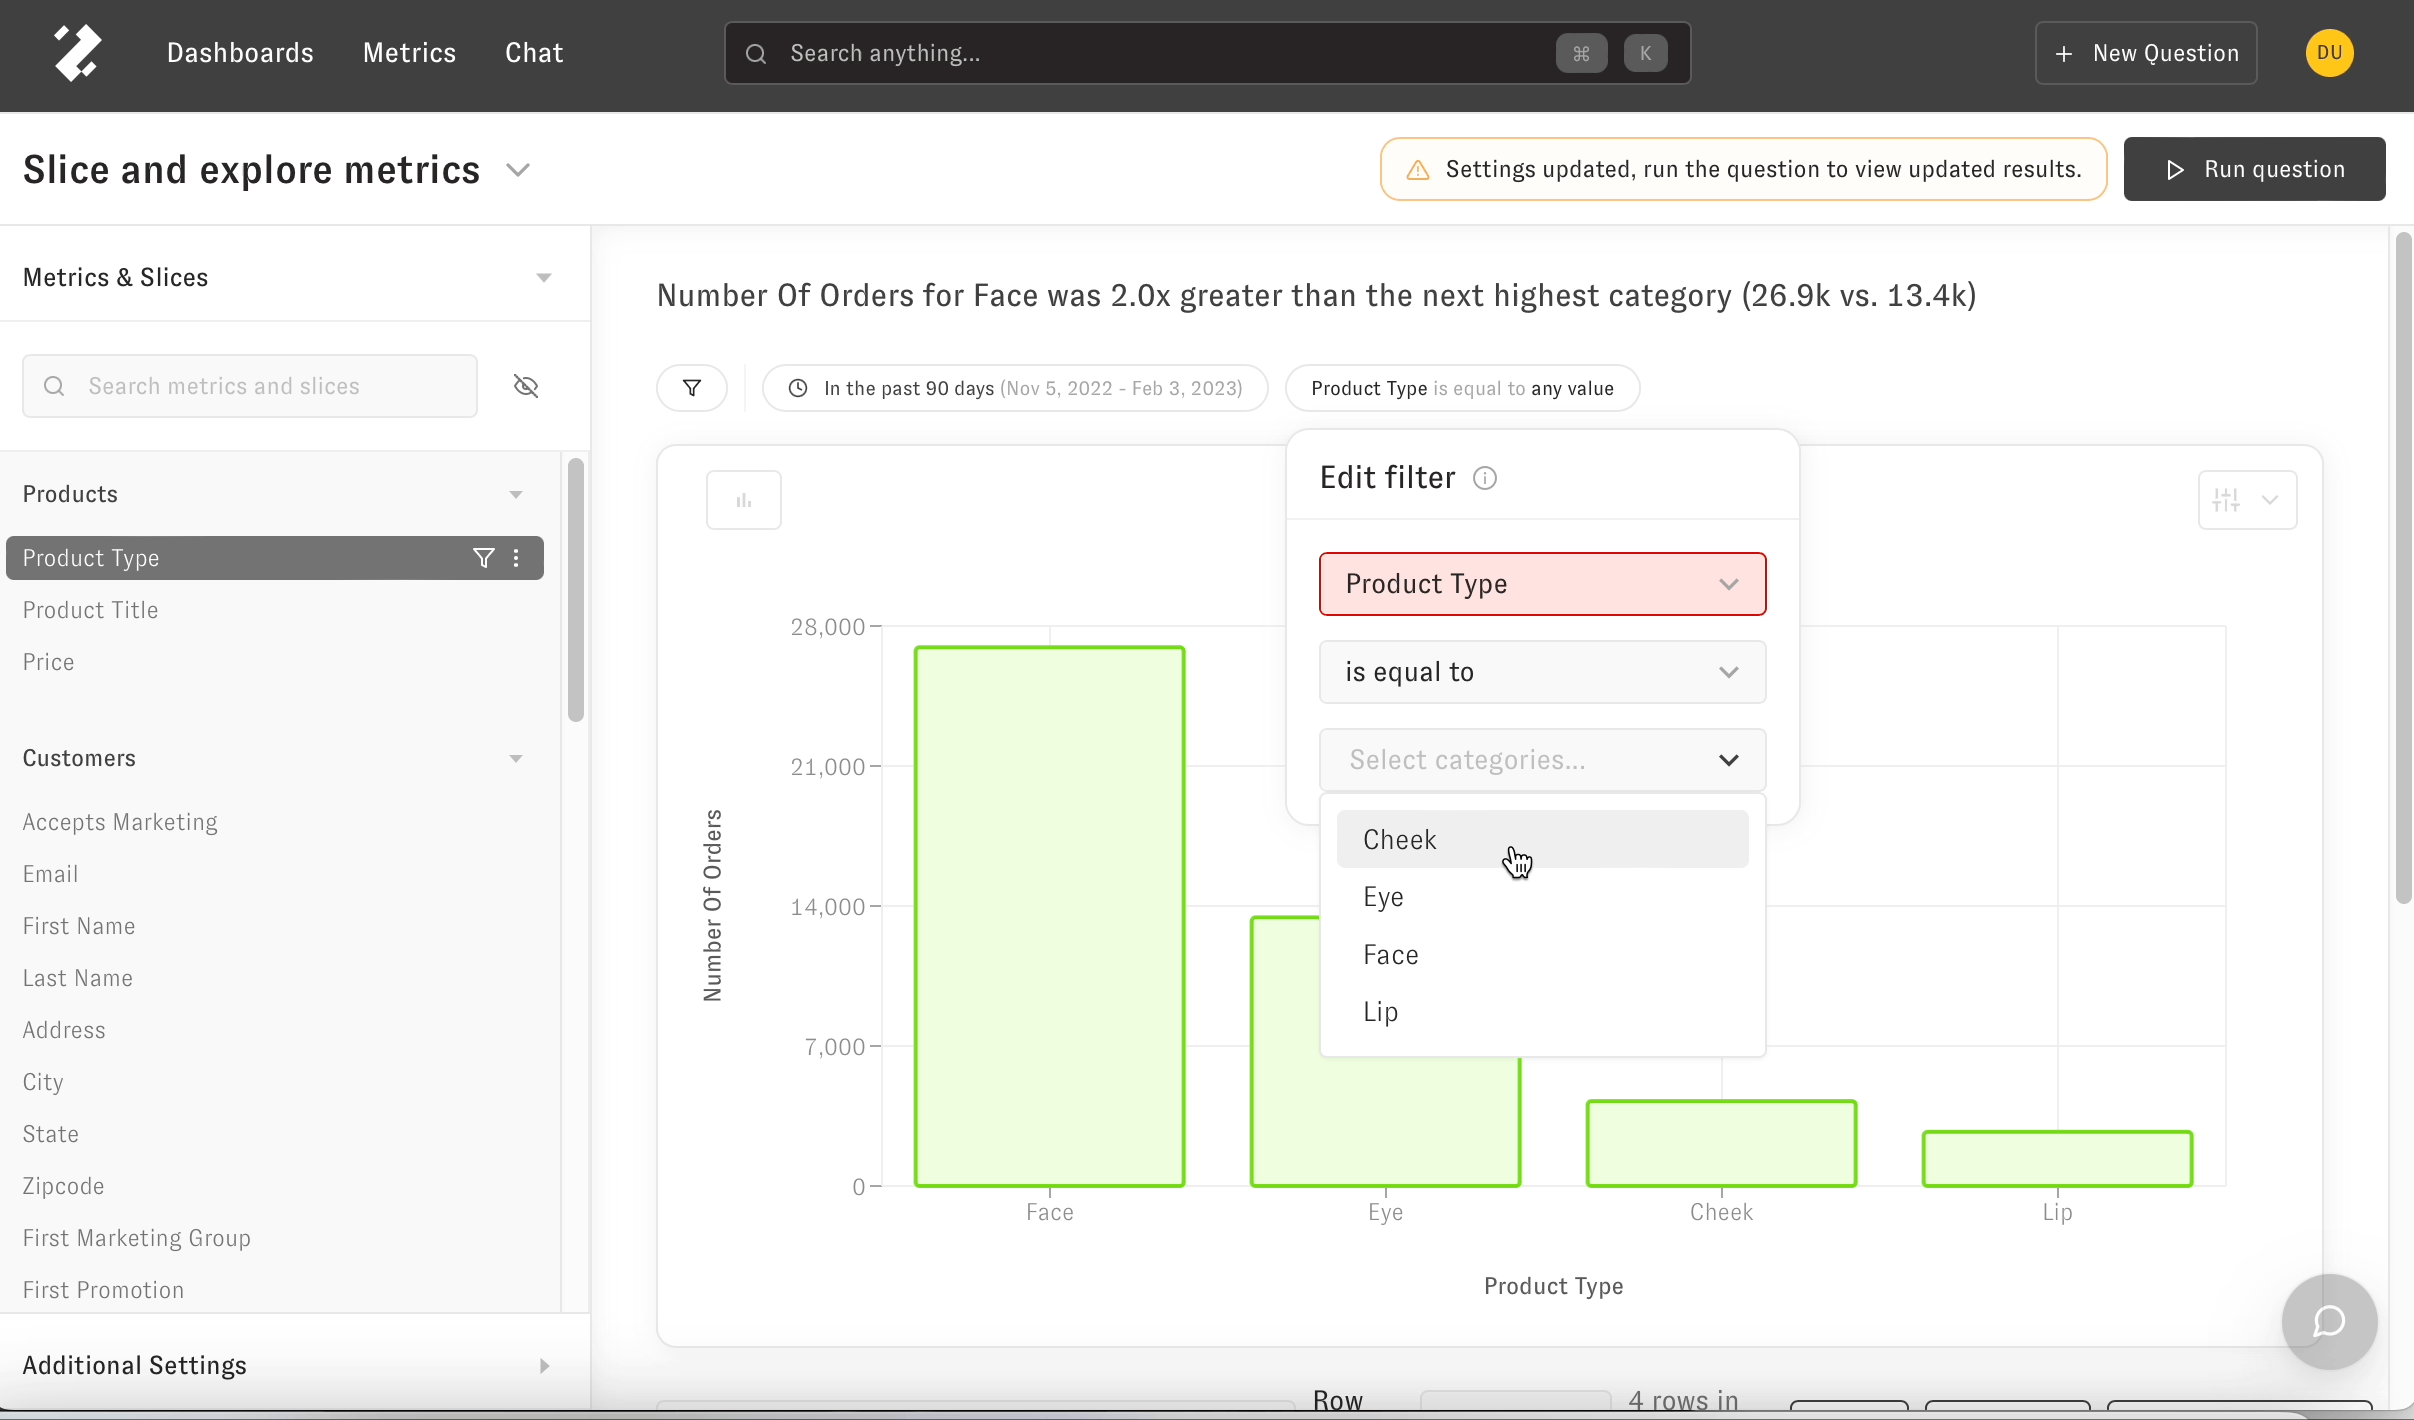 Dashboards Metrics Chat
Search anything... ⌘ K
+ New Question
DU
Slice and explore metrics
Settings updated, run the question to view updated results.
Run question
Metrics & Slices
Search metrics and slices
Products
Product Type
Product Title
Price
Customers
Accepts Marketing
Email
First Name
Last Name
Address
City
State
Zipcode
First Marketing Group
First Promotion
Additional Settings
Number Of Orders for Face was 2.0x greater than the next highest category (26.9k vs. 13.4k)
In the past 90 days (Nov 5, 2022 - Feb 3, 2023)
Product Type is equal to any value
Edit filter
Product Type
is equal to
Select categories...
Cheek
Eye
Face
Lip
Number Of Orders
28,000
21,000
14,000
7,000
0
Face Eye Cheek Lip
Product Type
Row
4 rows in